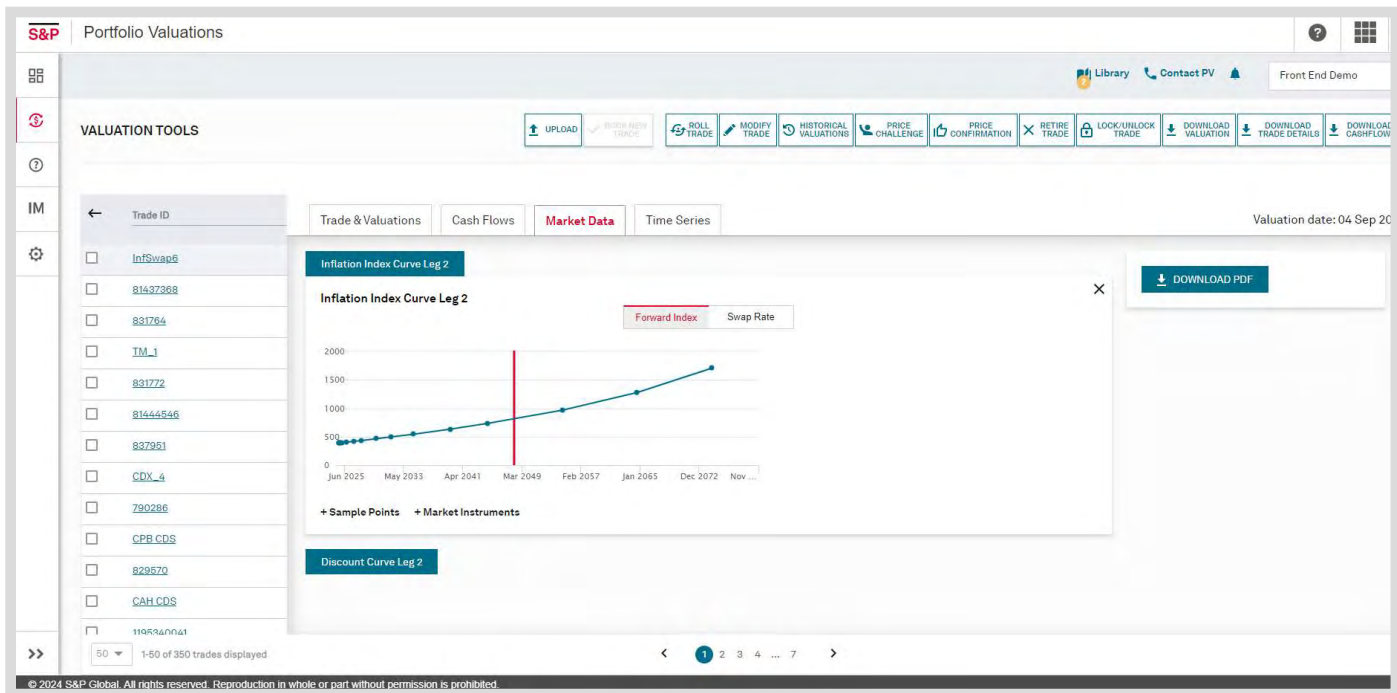 S&P Portfolio Valuations
Library Contact PV Front End Demo
VALUATION TOOLS
UPLOAD
BOOK NEW TRADE
ROLL TRADE
MODIFY TRADE
HISTORICAL VALUATIONS
PRICE CHALLENGE
PRICE CONFIRMATION
RETIRE TRADE
LOCK/UNLOCK TRADE
DOWNLOAD VALUATION
DOWNLOAD TRADE DETAILS
DOWNLOAD CASHFLOW
IM
Trade ID
InfSwap6
81437368
831764
TM_1
831772
81444546
837951
CDX_4
790286
CPB CDS
829570
CAH CDS
1195340041
Trade & Valuations Cash Flows Market Data Time Series Valuation date: 04 Sep 20
Inflation Index Curve Leg 2
DOWNLOAD PDF
Inflation Index Curve Leg 2
Forward Index Swap Rate
2000
1500
1000
500
0
Jun 2025 May 2033 Apr 2041 Mar 2049 Feb 2057 Jan 2065 Dec 2072 Nov ...
+ Sample Points + Market Instruments
Discount Curve Leg 2
50 1-50 of 350 trades displayed < 1 2 3 4 ... 7 >
>>
© 2024 S&P Global. All rights reserved. Reproduction in whole or part without permission is prohibited.